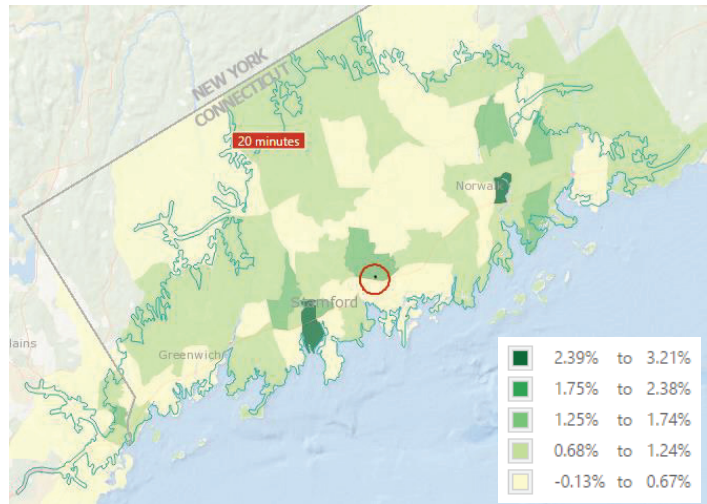 NEW YORK
CONNECTICUT
20 minutes
Norwalk
Stamford
Greenwich
lains
2.39% to 3.21%
1.75% to 2.38%
1.25% to 1.74%
0.68% to 1.24%
-0.13% to 0.67%